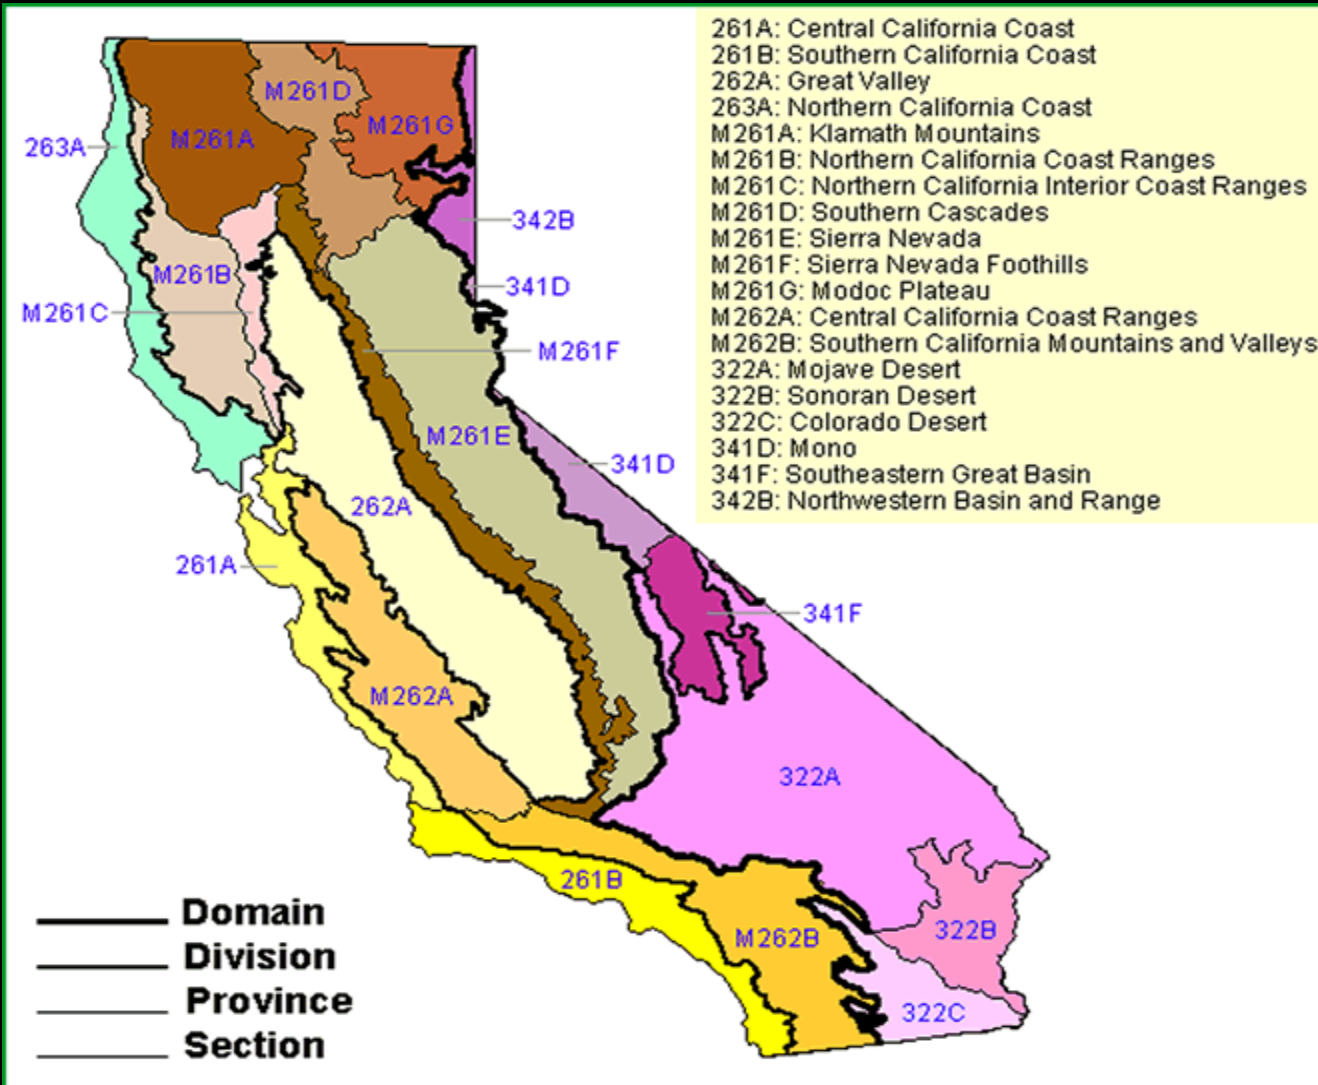 261A: Central California Coast
261B: Southern California Coast
262A: Great Valley
263A: Northern California Coast
M261A: Klamath Mountains
M261B: Northern California Coast Ranges
M261C: Northern California Interior Coast Ranges
M261D: Southern Cascades
M261E: Sierra Nevada
M261F: Sierra Nevada Foothills
M261G: Modoc Plateau
M262A: Central California Coast Ranges
M262B: Southern California Mountains and Valleys
322A: Mojave Desert
322B: Sonoran Desert
322C: Colorado Desert
341D: Mono
341F: Southeastern Great Basin
342B: Northwestern Basin and Range
M261D
M261G
M261A
263A
342B
M261B
341D
M261C
M261F
M261E
341D
262A
261A
341F
M262A
322A
261B
322B
M262B
322C
Domain
Division
Province
Section